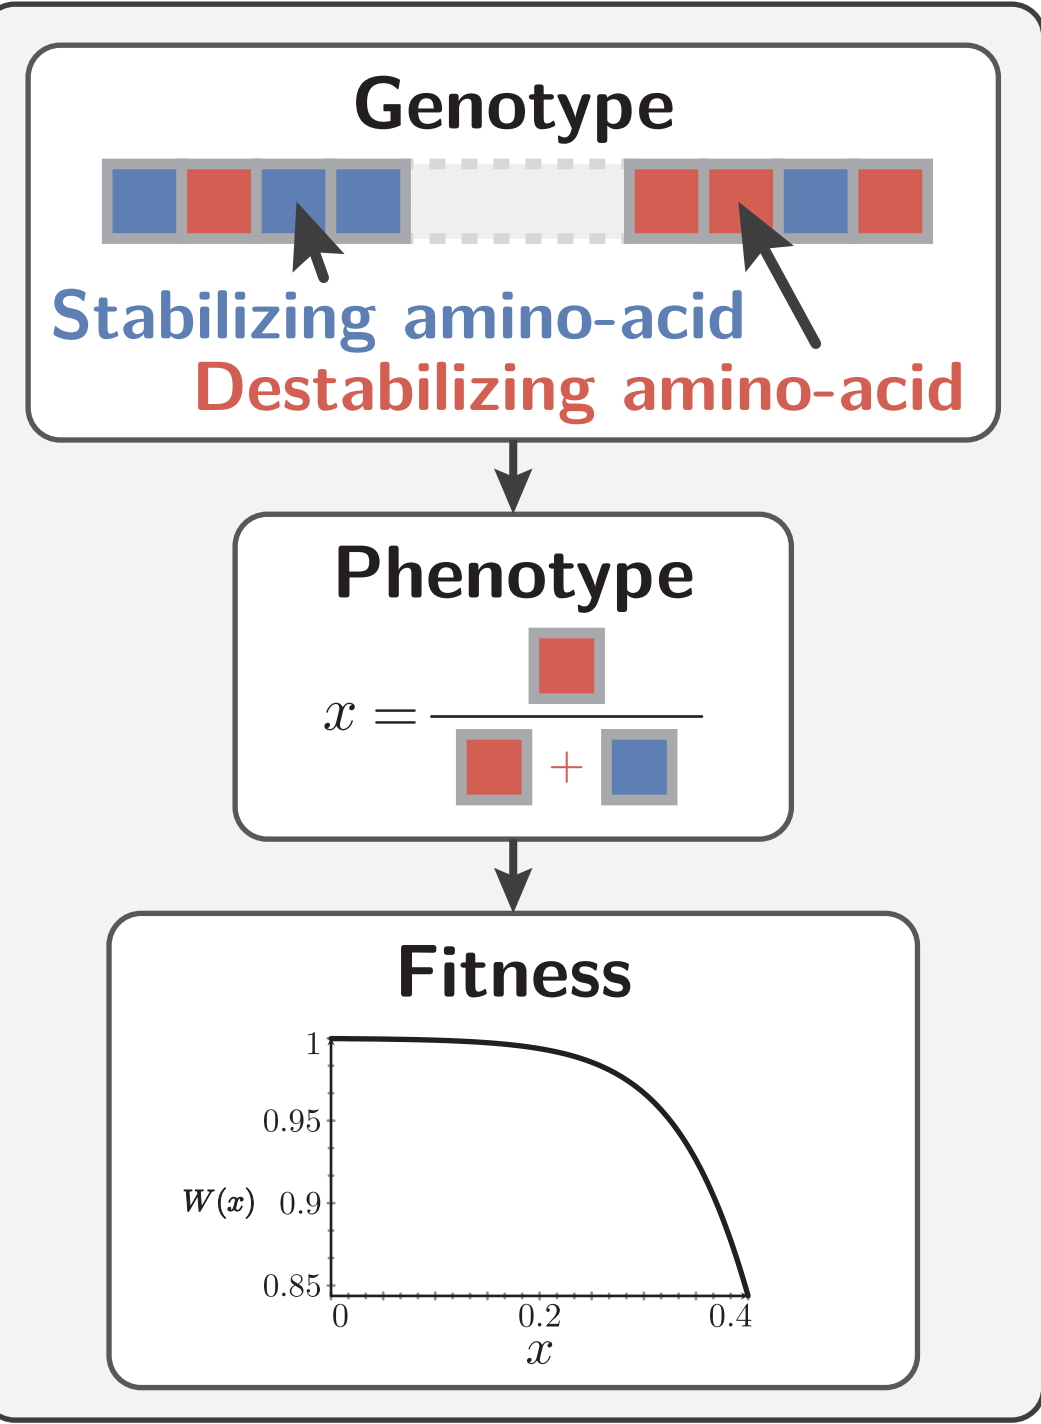 Genotype
Stabilizing amino-acid
Destabilizing amino-acid
Phenotype
x =
+
Fitness
1
0.95
W(x) 0.9
0.85
0 0.2 0.4
x